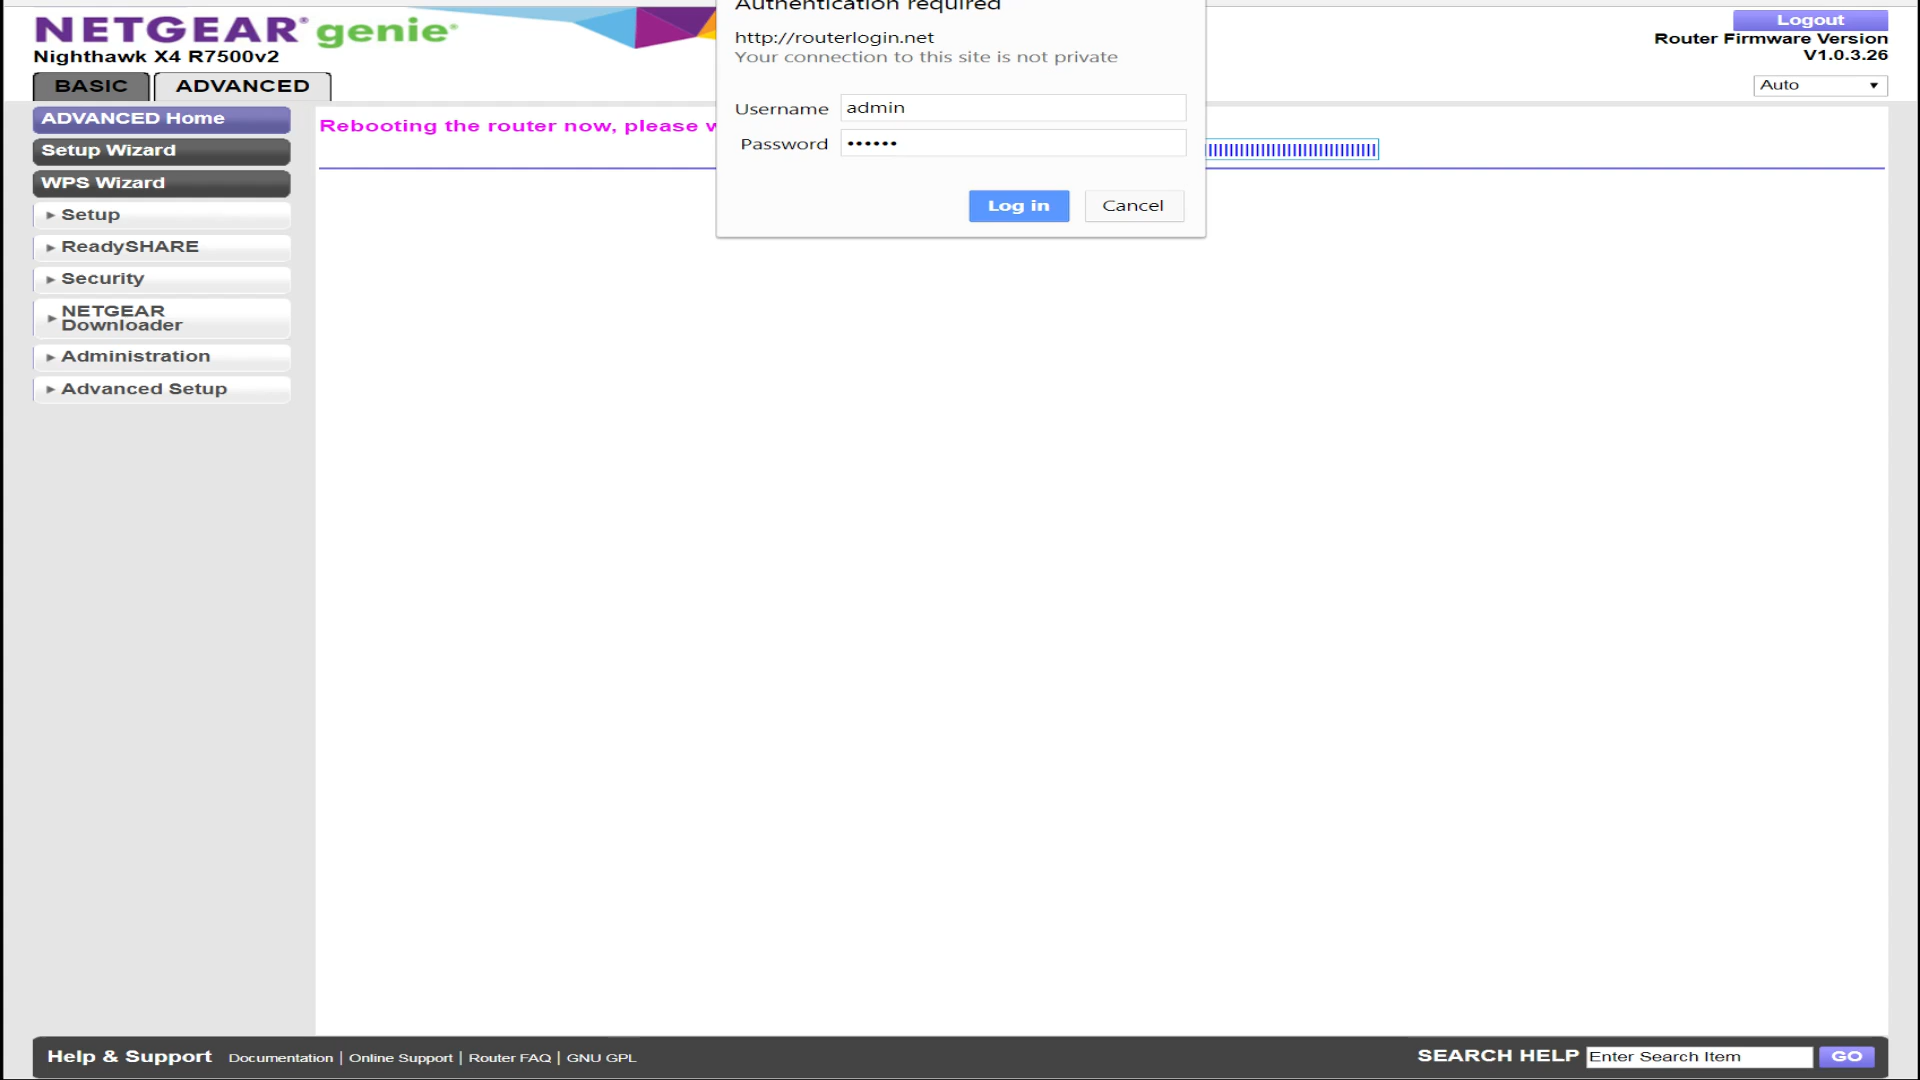 NETGEAR® genie®
Nighthawk X4 R7500v2
Authentication required
http://routerlogin.net
Your connection to this site is not private
Username admin
Password ••••••
Log in Cancel
Logout
Router Firmware Version
V1.0.3.26
Auto
BASIC ADVANCED
ADVANCED Home
Setup Wizard
WPS Wizard
Setup
ReadySHARE
Security
NETGEAR
Downloader
Administration
Advanced Setup
Rebooting the router now, please
Help & Support Documentation | Online Support | Router FAQ | GNU GPL
SEARCH HELP Enter Search Item GO